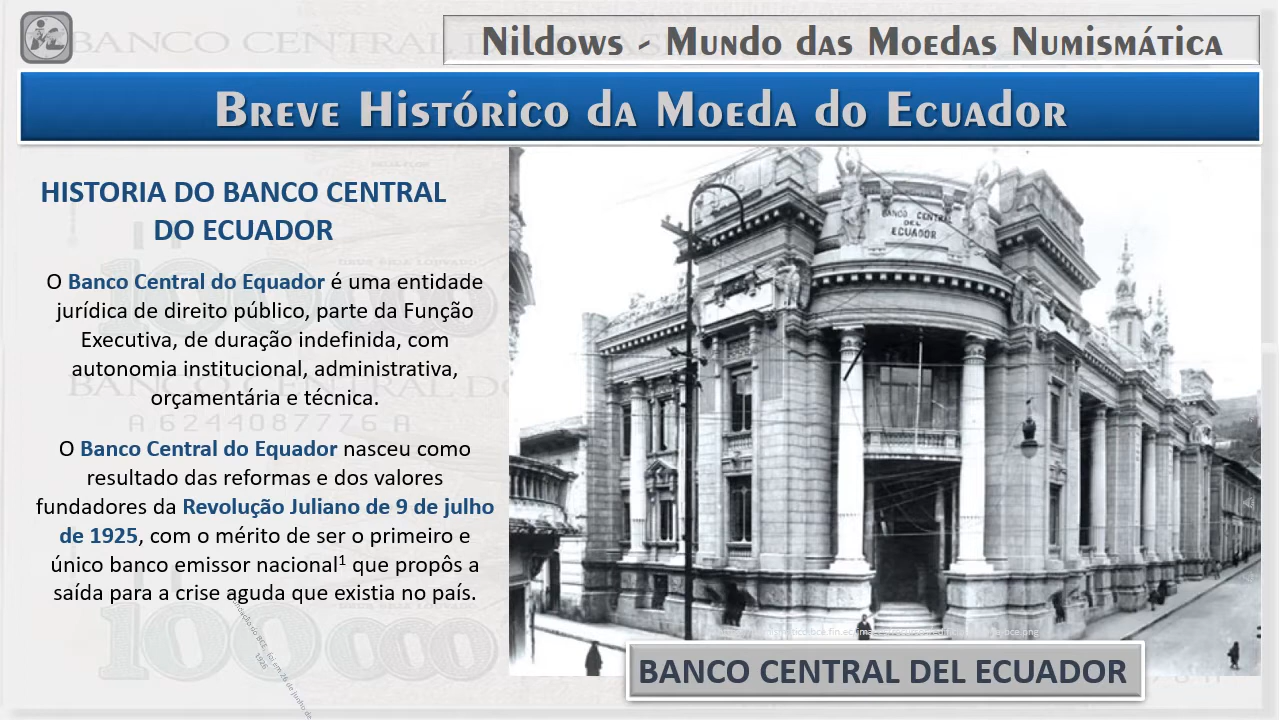 Nildows - Mundo das Moedas Numismática
Breve Histórico da Moeda do Ecuador
HISTORIA DO BANCO CENTRAL
DO ECUADOR
O Banco Central do Equador é uma entidade
jurídica de direito público, parte da Função
Executiva, de duração indefinida, com
autonomia institucional, administrativa,
orçamentária e técnica.
O Banco Central do Equador nasceu como
resultado das reformas e dos valores
fundadores da Revolução Juliano de 9 de julho
de 1925, com o mérito de ser o primeiro e
único banco emissor nacional¹ que propôs a
saída para a crise aguda que existia no país.
BANCO CENTRAL
DEL
ECUADOR
BANCO CENTRAL DEL ECUADOR
BANCO CENTRAL DO
A 6244087776 A